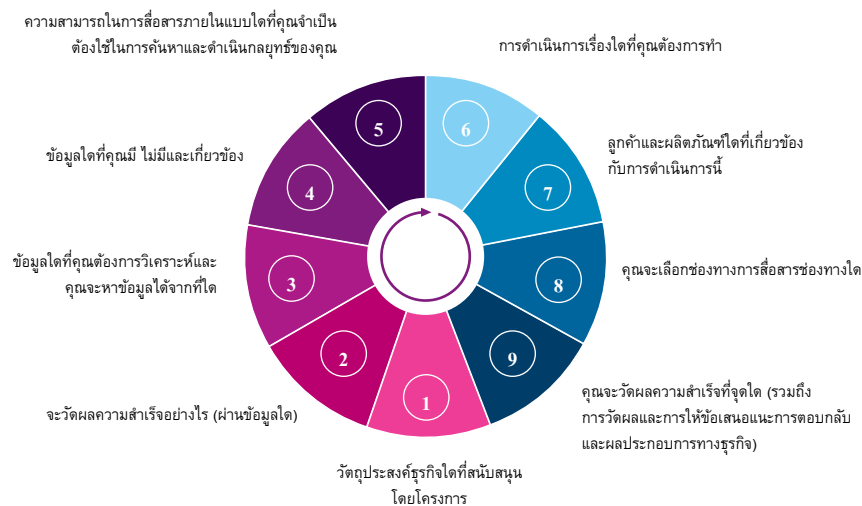 ความสามารถในการสื่อสารภายในแบบใดที่คุณจำเป็น
ต้องใช้ในการค้นหาและดำเนินกลยุทธ์ของคุณ
การดำเนินการเรื่องใดที่คุณต้องการทำ
5
6
ข้อมูลใดที่คุณมี ไม่มีและเกี่ยวข้อง
4
7
ลูกค้าและผลิตภัณฑ์ใดที่เกี่ยวข้อง
กับการดำเนินการนี้
ข้อมูลใดที่คุณต้องการวิเคราะห์และ
คุณจะหาข้อมูลได้จากที่ใด
3
8
คุณจะเลือกช่องทางการสื่อสารช่องทางใด
2
9
จะวัดผลความสำเร็จอย่างไร (ผ่านข้อมูลใด)
1
คุณจะวัดผลความสำเร็จที่จุดใด (รวมถึง
การวัดผลและการให้ข้อเสนอแนะการตอบกลับ
และผลประกอบการทางธุรกิจ)
วัตถุประสงค์ธุรกิจใดที่สนับสนุน
โดยโครงการ